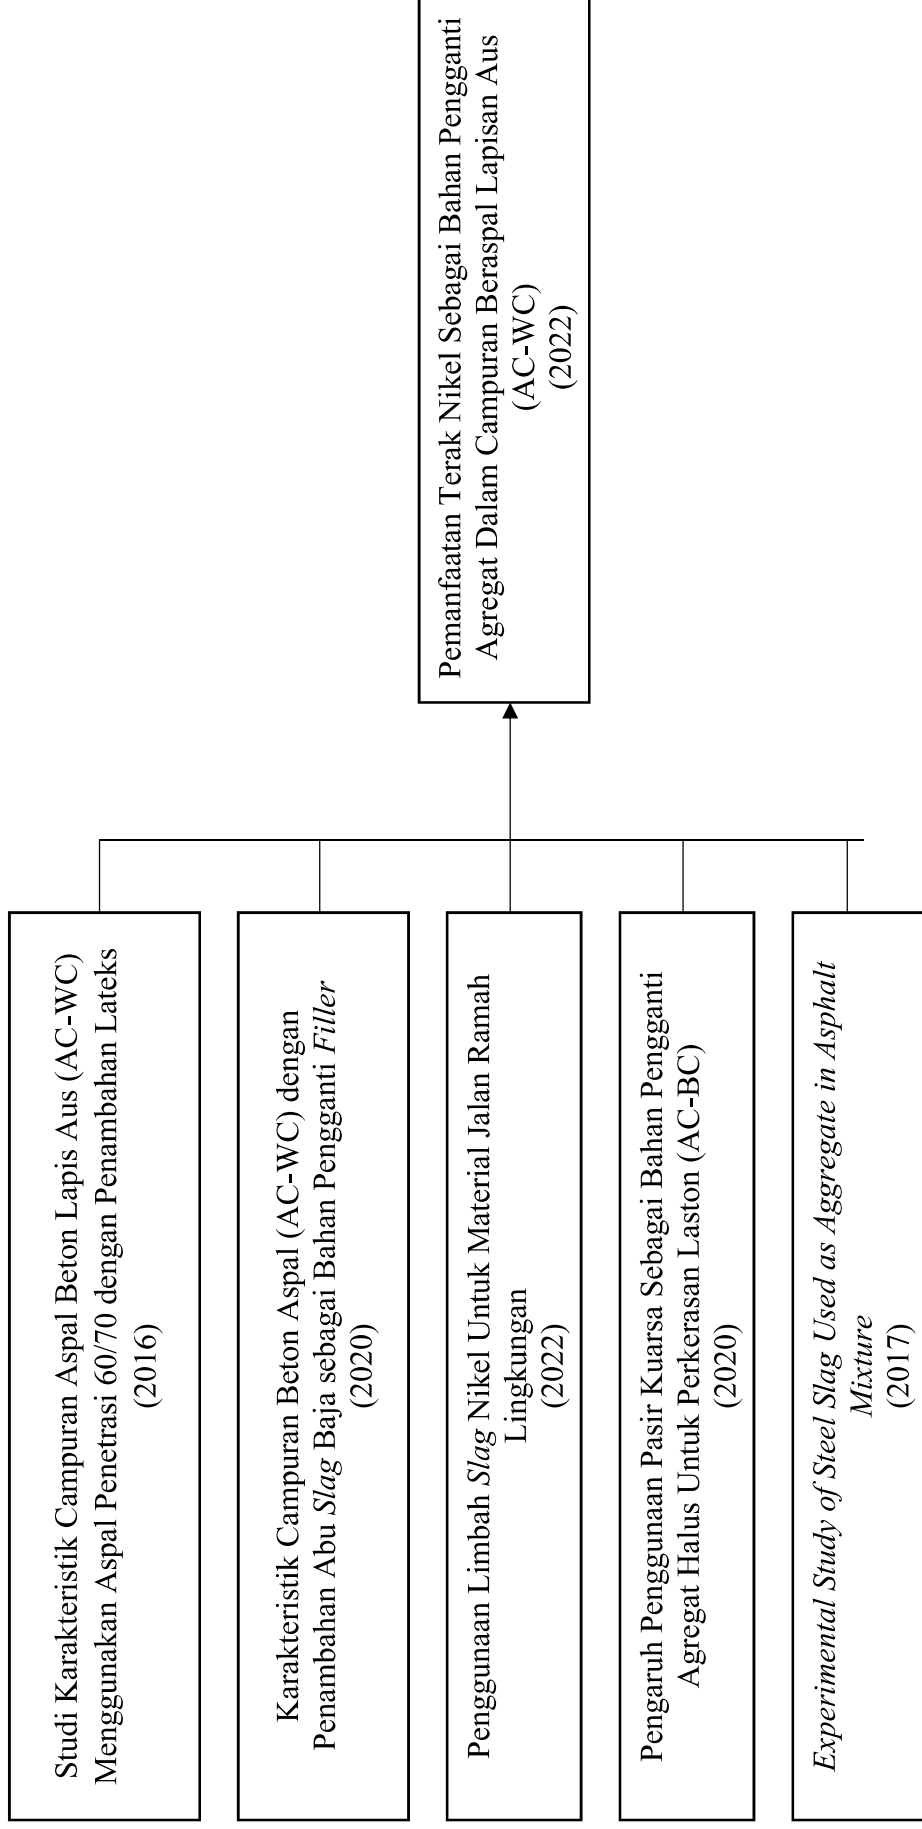 Studi Karakteristik Campuran Aspal Beton Lapis Aus (AC-WC)
Menggunakan Aspal Penetrasi 60/70 dengan Penambahan Lateks
(2016)
Karakteristik Campuran Beton Aspal (AC-WC) dengan
Penambahan Abu Slag Baja sebagai Bahan Pengganti Filler
(2020)
Penggunaan Limbah Slag Nikel Untuk Material Jalan Ramah
Lingkungan
(2022)
Pengaruh Penggunaan Pasir Kuarsa Sebagai Bahan Pengganti
Agregat Halus Untuk Perkerasan Laston (AC-BC)
(2020)
Experimental Study of Steel Slag Used as Aggregate in Asphalt
Mixture
(2017)
Pemanfaatan Terak Nikel Sebagai Bahan Pengganti
Agregat Dalam Campuran Beraspal Lapisan Aus
(AC-WC)
(2022)